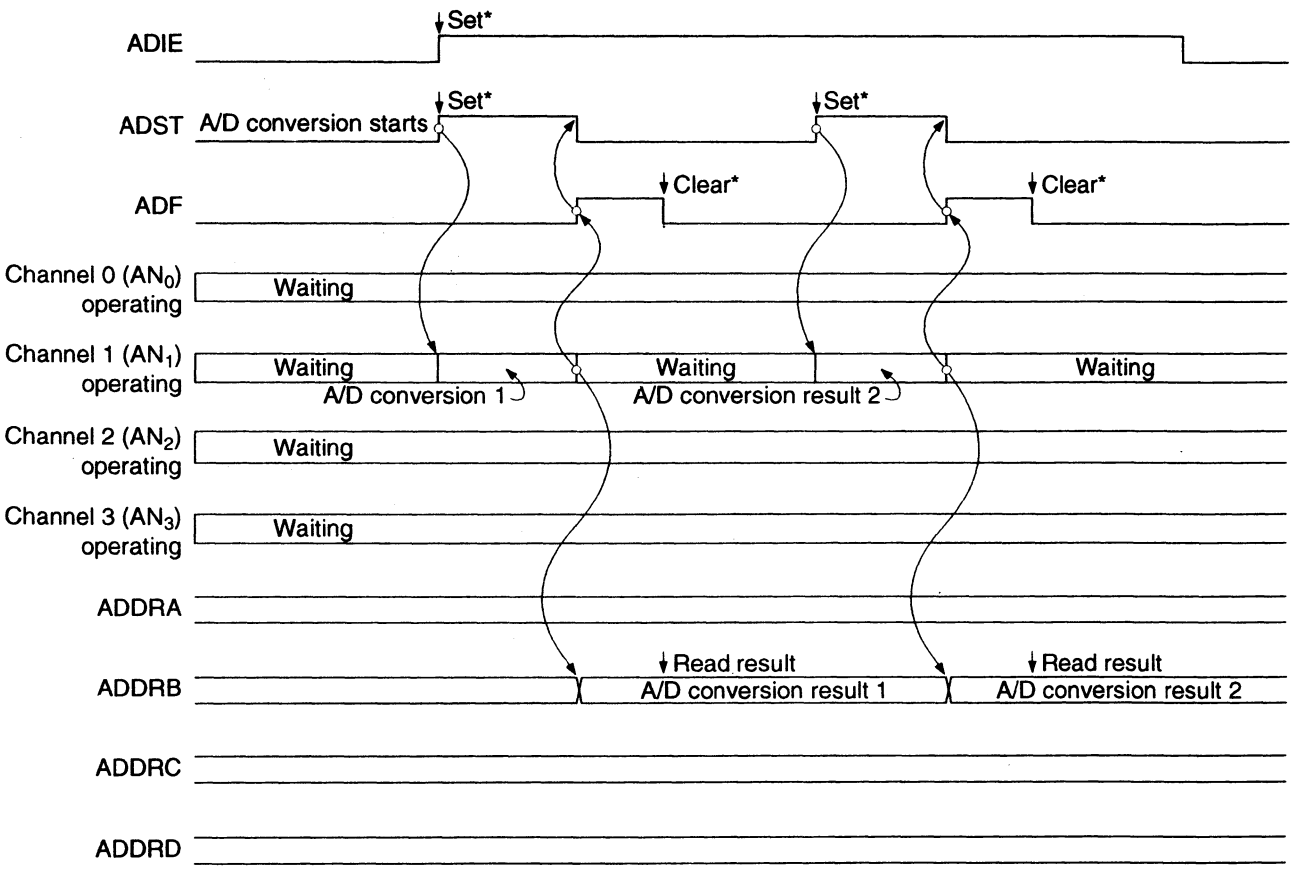 Set*
ADIE
Set*
Set*
ADST
A/D conversion starts
Clear*
Clear*
ADF
Channel 0 (AN0)
operating
Waiting
Channel 1 (AN1)
operating
Waiting
Waiting
Waiting
A/D conversion 1
A/D conversion result 2
Channel 2 (AN2)
operating
Waiting
Channel 3 (AN3)
operating
Waiting
ADDRA
Read result
Read result
ADDRB
A/D conversion result 1
A/D conversion result 2
ADDRC
ADDRD